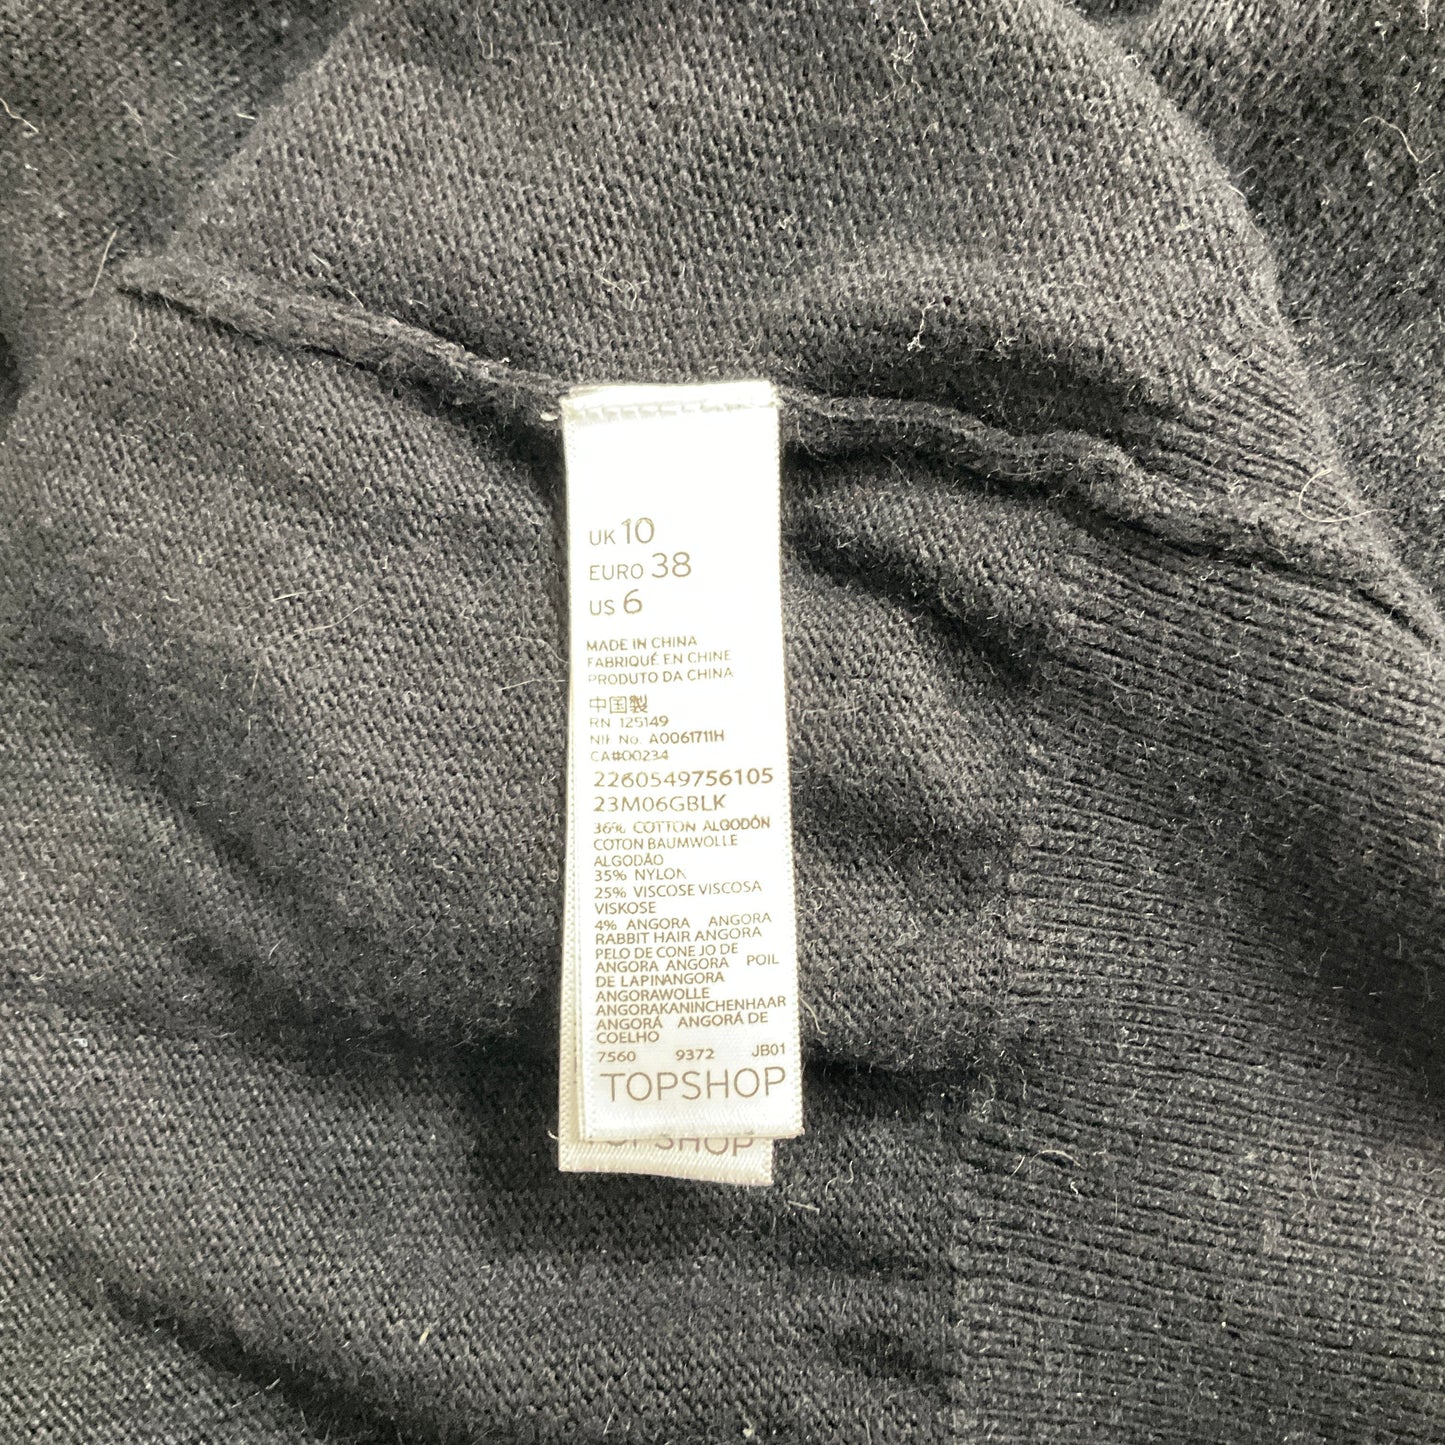 UK 10
EURO 38
US 6
MADE IN CHINA
FABRIQUÉ EN CHINE
PRODUTO DA CHINA
中国製
RN 125149
NIF No. A0061711H
CA#00234
2260549756105
23M06GBLK
36% COTTON ALGODÓN
COTON BAUMWOLLE
ALGODÃO
35% NYLON
25% VISCOSE VISCOSA
VISKOSE
4% ANGORA ANGORA
RABBIT HAIR ANGORA
PELO DE CONEJO DE
ANGORA ANGORA POIL
DE LAPINANGORA
ANGORAWOLLE
ANGORAKANINCHENHAAR
ANGORÁ ANGORÁ DE
COELHO
7560 9372 JB01
TOPSHOP
TOPSHOP